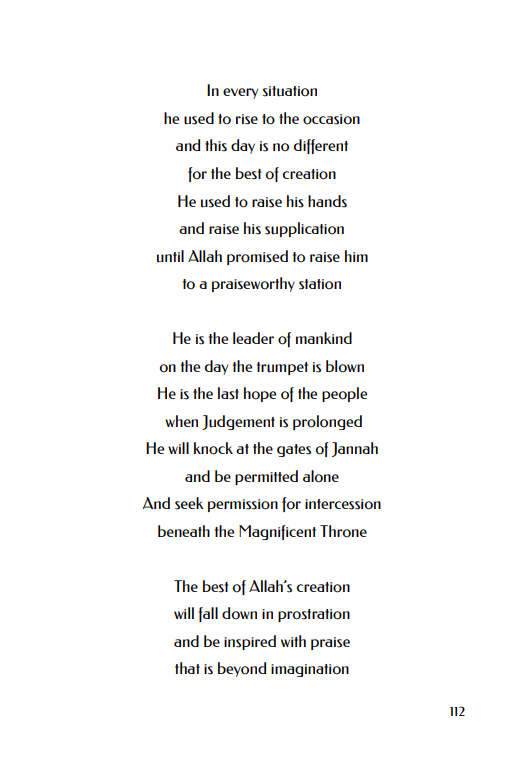 In every situation
he used to rise to the occasion
and this day is no different
for the best of creation
He used to raise his hands
and raise his supplication
until Allah promised to raise him
to a praiseworthy station
He is the leader of mankind
on the day the trumpet is blown
He is the last hope of the people
when Judgement is prolonged
He will knock at the gates of Jannah
and be permitted alone
And seek permission for intercession
beneath the Magnificent Throne
The best of Allah's creation
will fall down in prostration
and be inspired with praise
that is beyond imagination
112